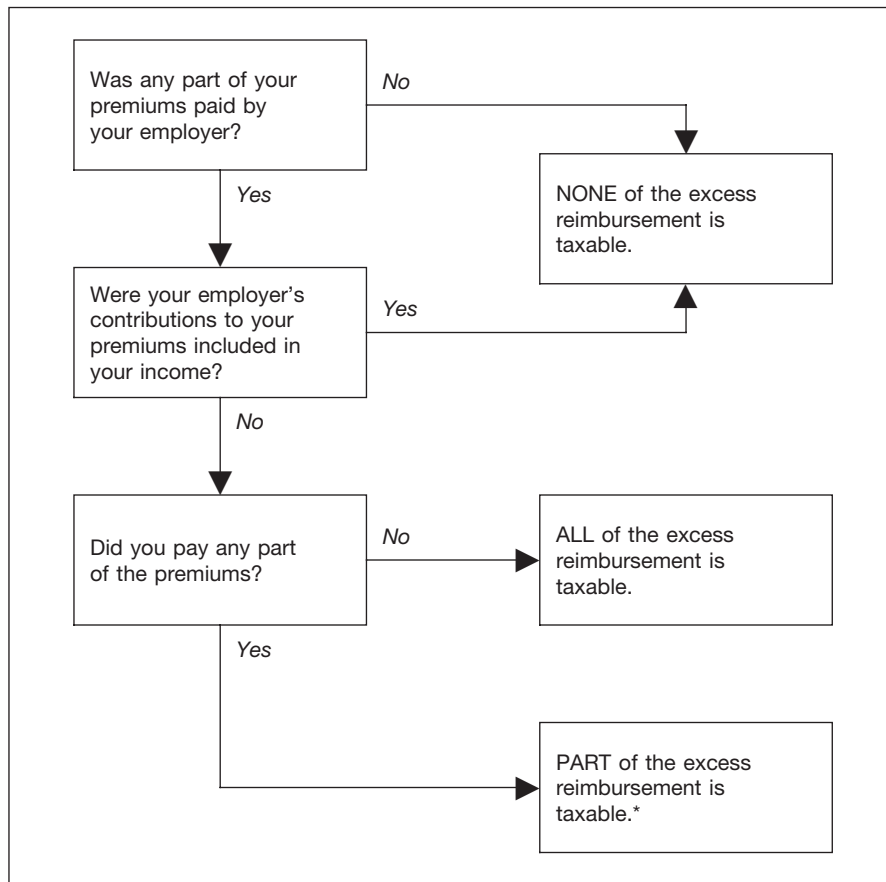 Was any part of your
premiums paid by
your employer?
No
Yes
NONE of the excess
reimbursement is
taxable.
Were your employer's
contributions to your
premiums included in
your income?
Yes
No
Did you pay any part
of the premiums?
No
Yes
ALL of the excess
reimbursement is
taxable.
PART of the excess
reimbursement is
taxable.*